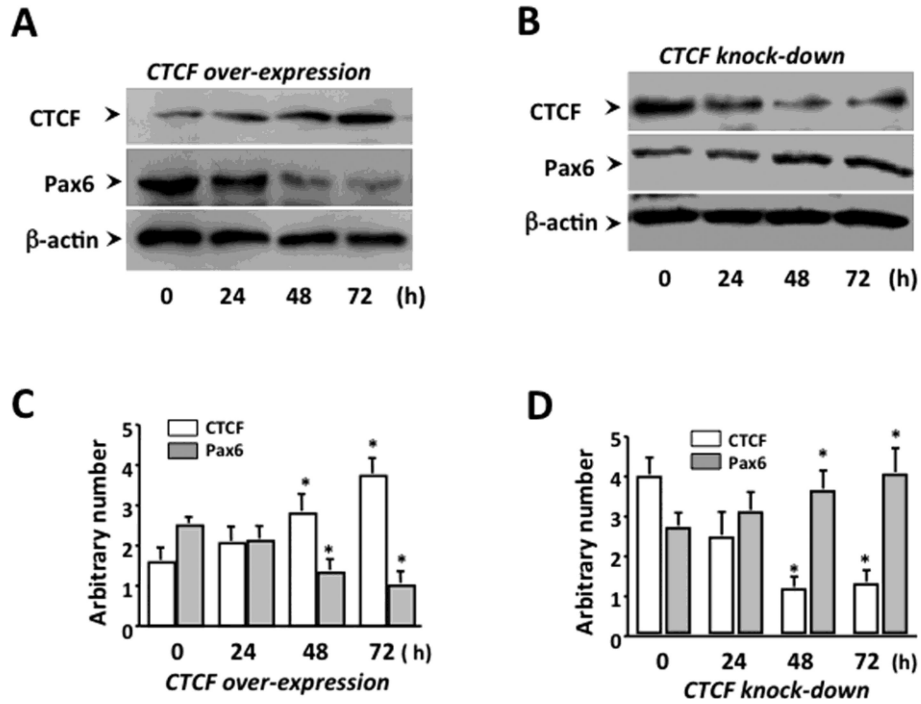 A
CTCF over-expression
CTCF
Pax6
β-actin
0 24 48 72 (h)
B
CTCF knock-down
CTCF
Pax6
β-actin
0 24 48 72 (h)
C
5
4
3
2
1
0
Arbitrary number
CTCF
Pax6
* * * *
0 24 48 72 ( h)
CTCF over-expression
D
5
4
3
2
1
0
Arbitrary number
CTCF
Pax6
* * * *
0 24 48 72 (h)
CTCF knock-down